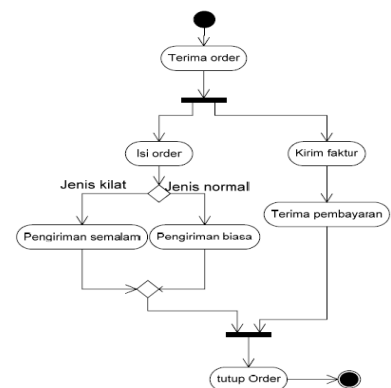 Terima order
Isi order
Kirim faktur
Jenis kilat
Jenis normal
Terima pembayaran
Pengiriman semalam
Pengiriman biasa
tutup Order